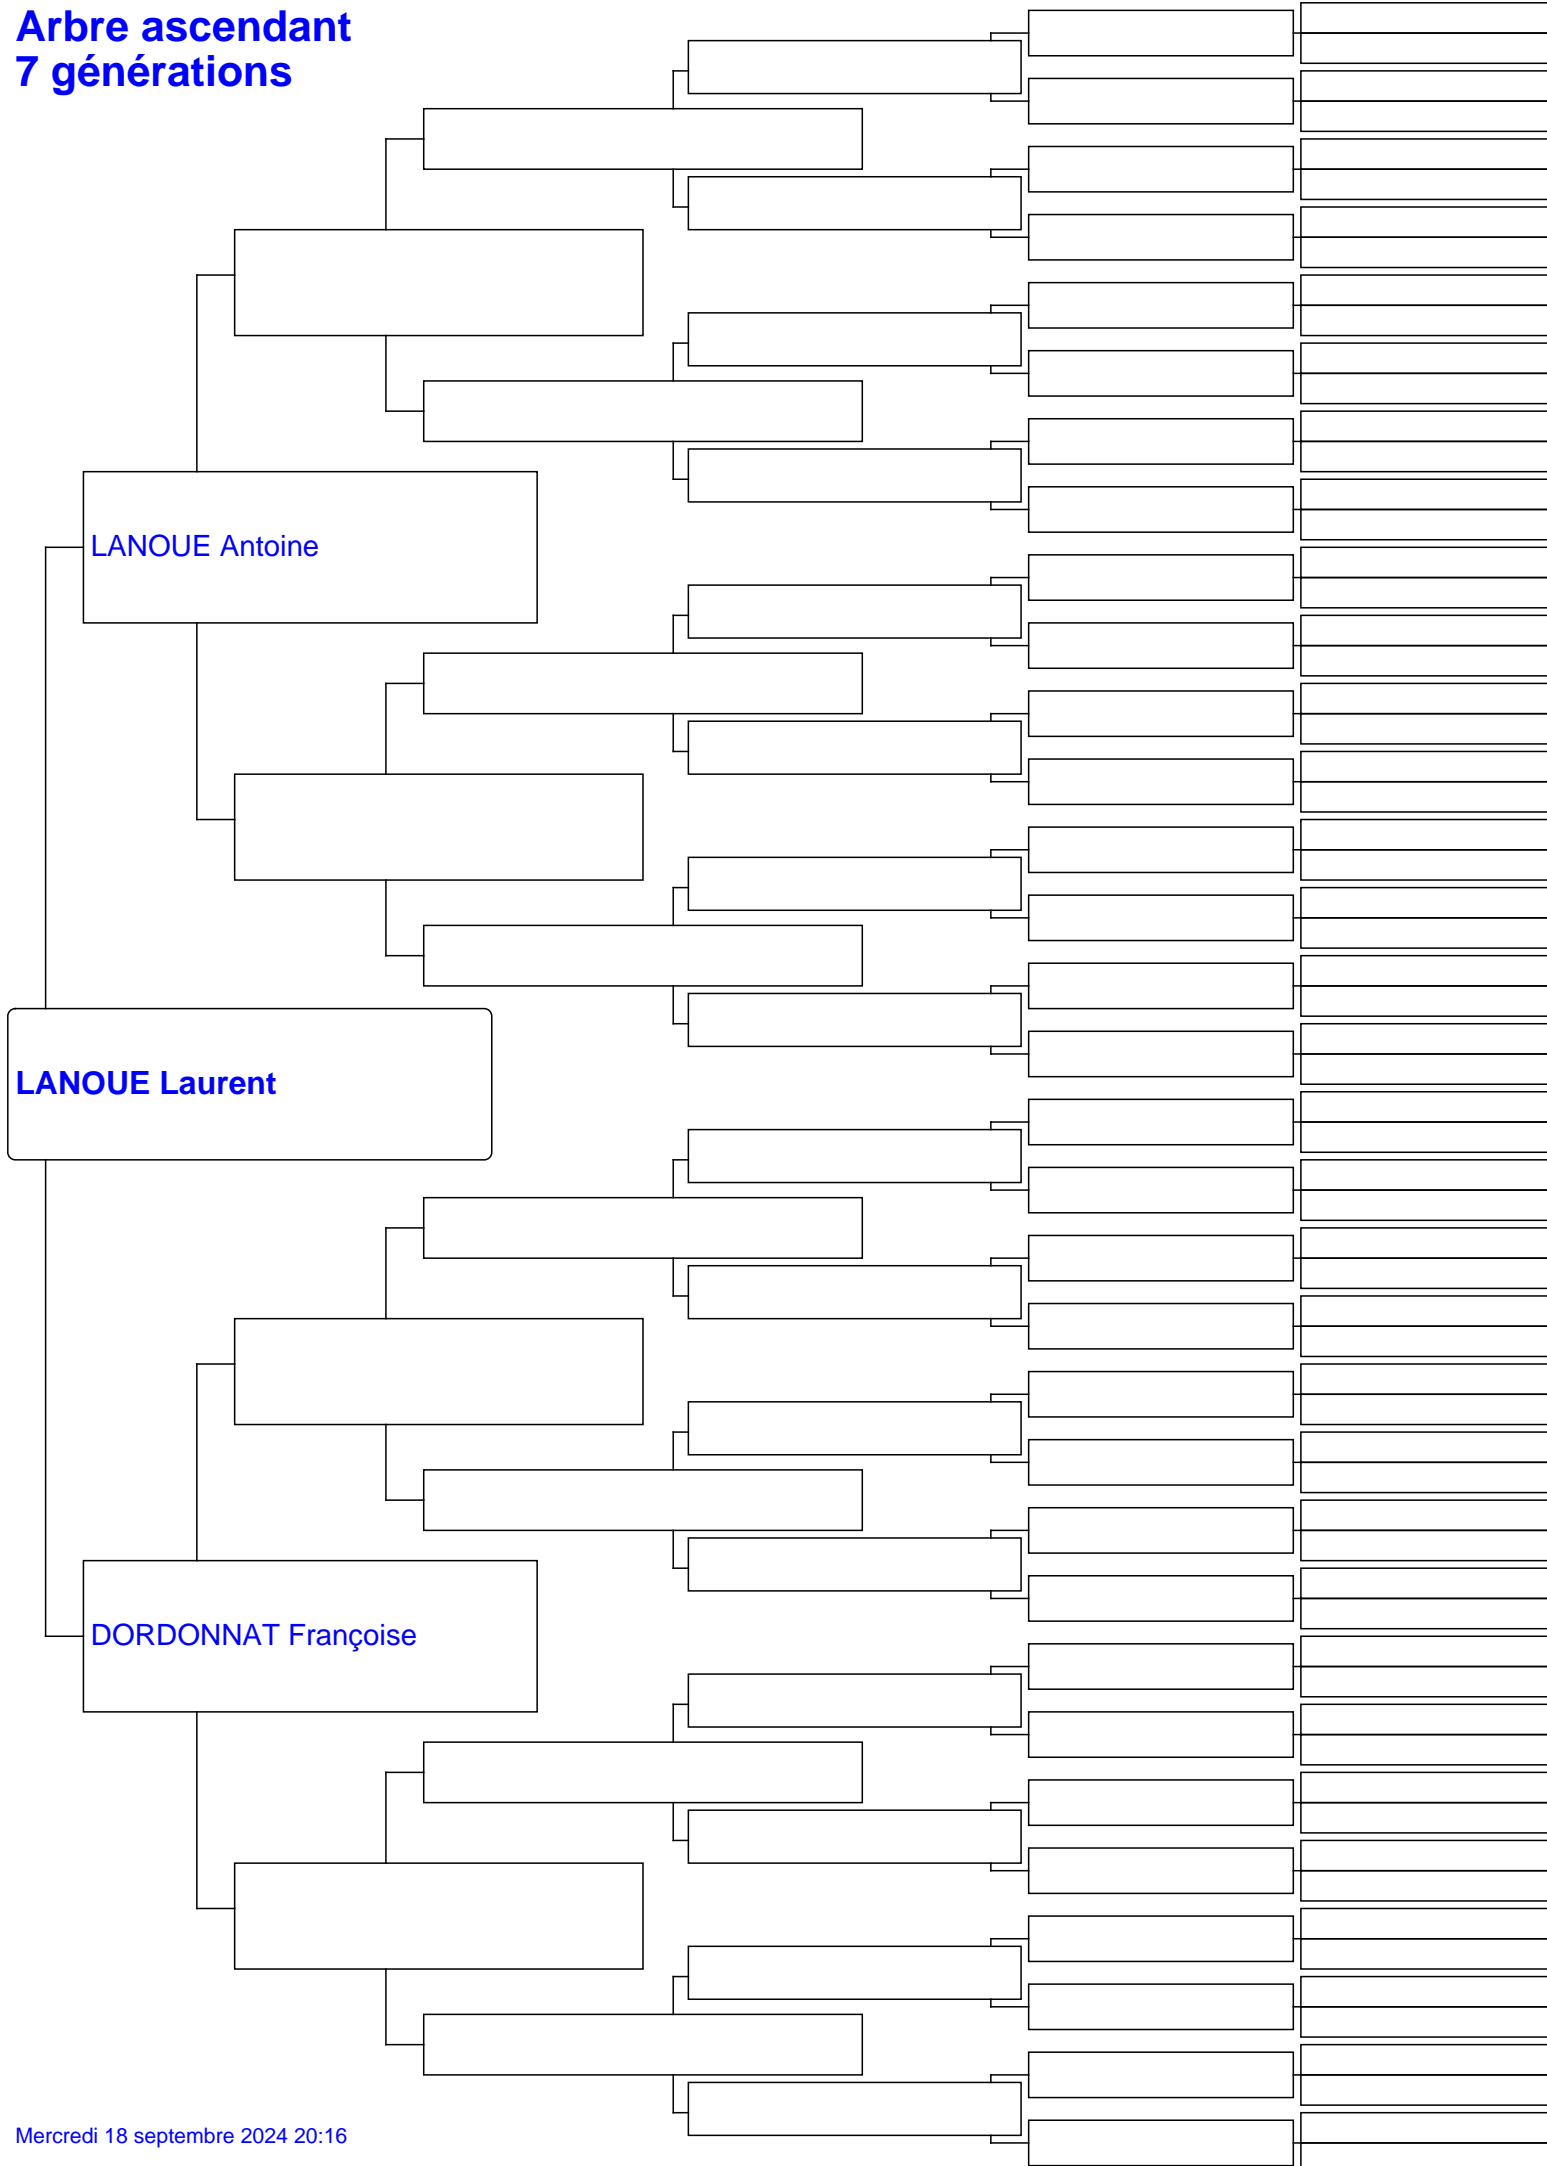 Arbre ascendant
7 générations
LANOUE Antoine
LANOUE Laurent
DORDONNAT Françoise
Mercredi 18 septembre 2024 20:16